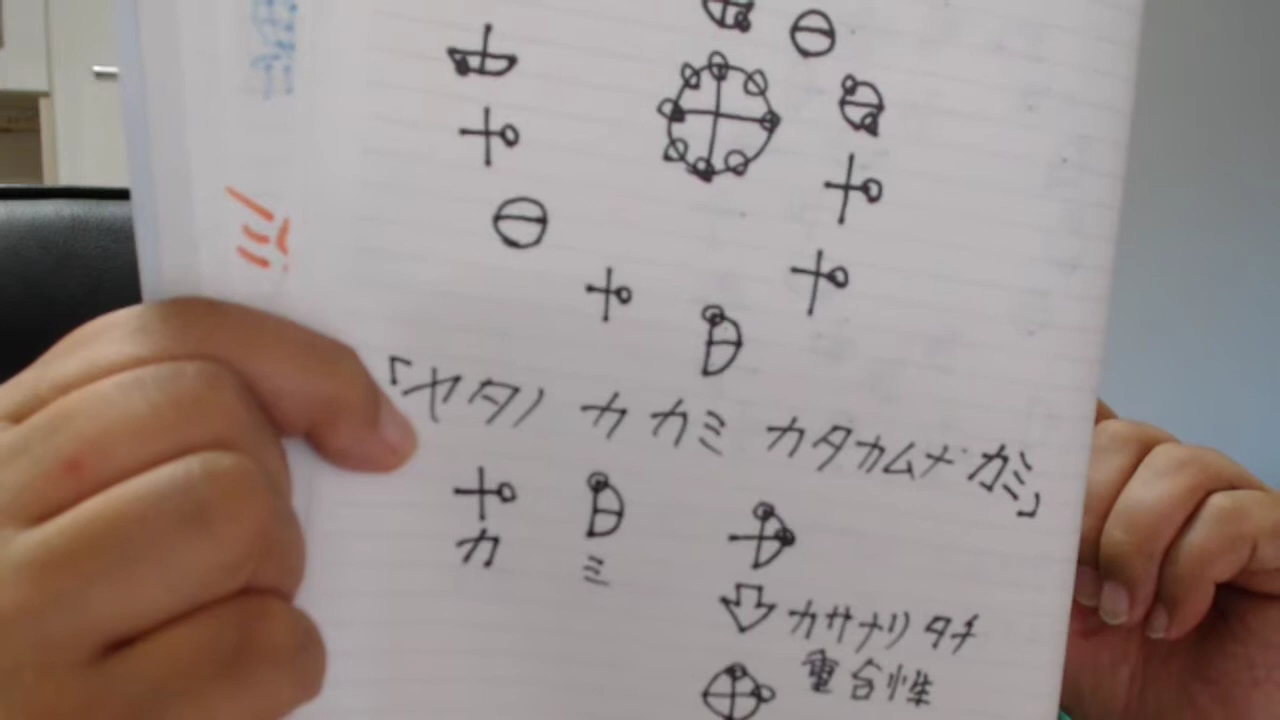 「ヤタノ カカミ カタカムナ カミ」
カ ミ
カサナリタチ
重合性